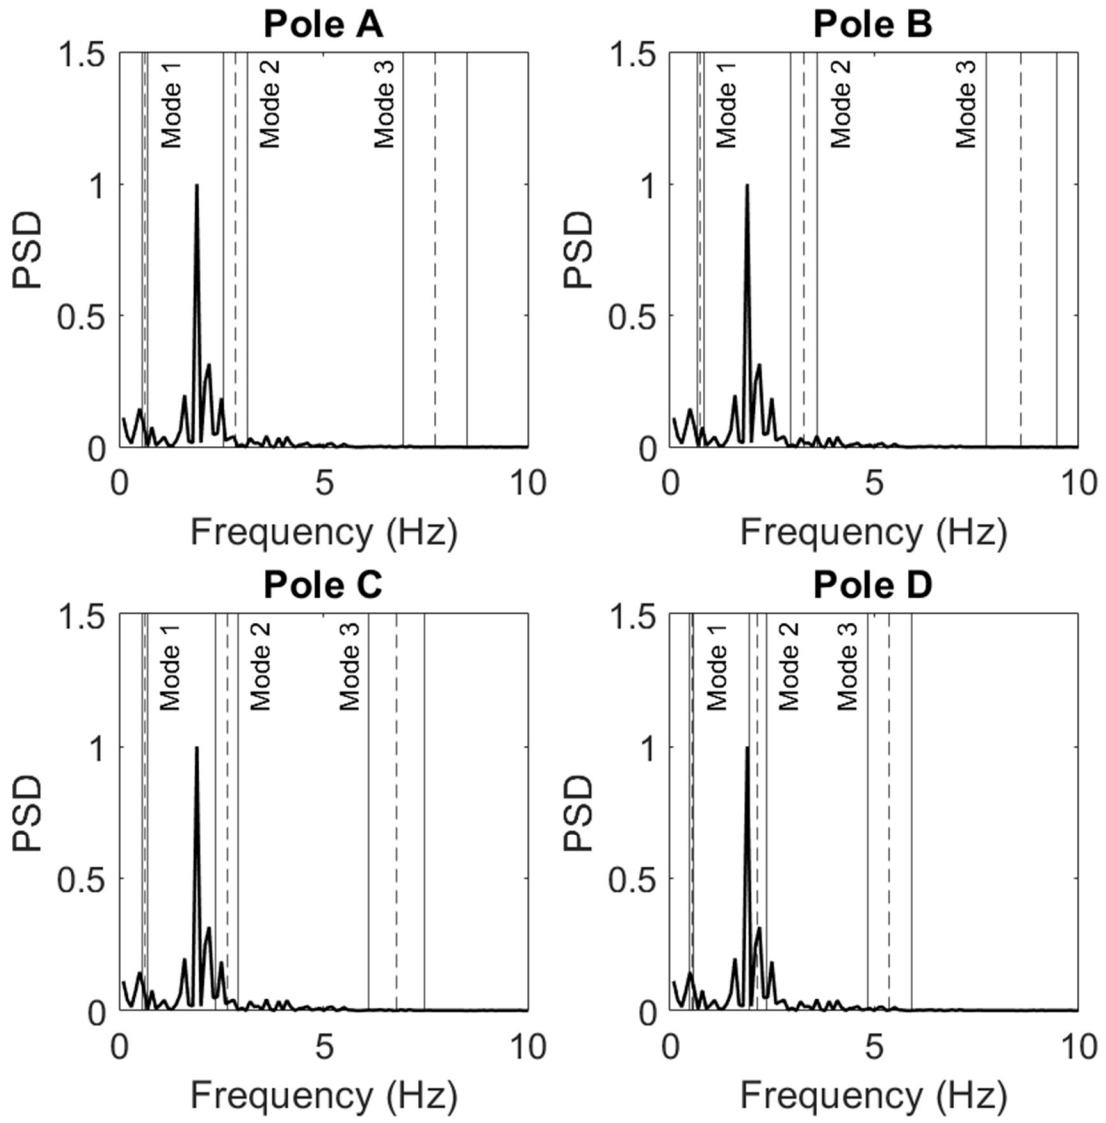 Pole A
1.5
1
0.5
0
PSD
Mode 1
Mode 2
Mode 3
0 5 10
Frequency (Hz)
Pole B
1.5
1
0.5
0
PSD
Mode 1
Mode 2
Mode 3
0 5 10
Frequency (Hz)
Pole C
1.5
1
0.5
0
PSD
Mode 1
Mode 2
Mode 3
0 5 10
Frequency (Hz)
Pole D
1.5
1
0.5
0
PSD
Mode 1
Mode 2
Mode 3
0 5 10
Frequency (Hz)